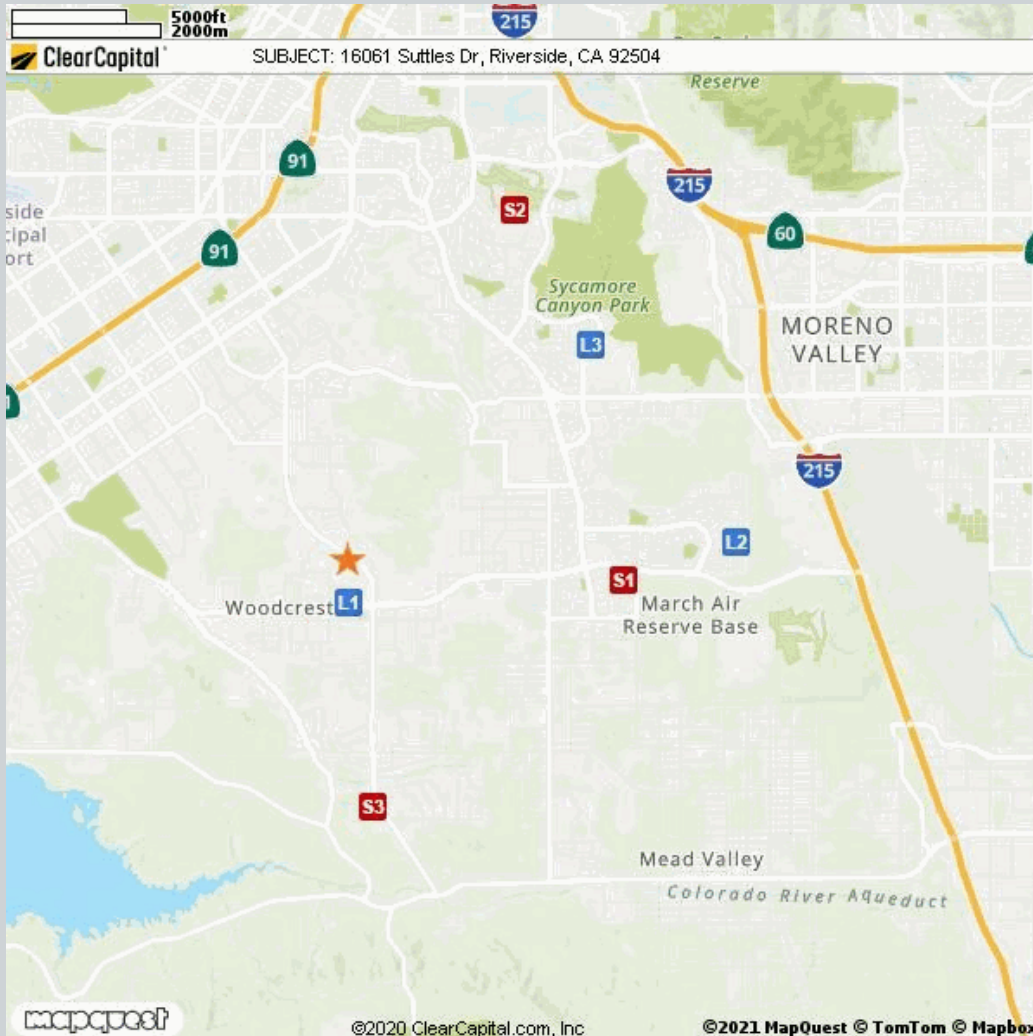 5000ft
2000m
215
ClearCapital
SUBJECT: 16061 Suttles Dr, Riverside, CA 92504
Reserve
91
215
S2
side
cipal
ort
91
60
Sycamore
Canyon Park
MORENO
VALLEY
L3
215
L2
S1
Woodcrest
L1
March Air
Reserve Base
S3
Mead Valley
Colorado River Aqueduct
mapquest
©2020 ClearCapital.com, Inc
©2021 MapQuest © TomTom © Mapbox